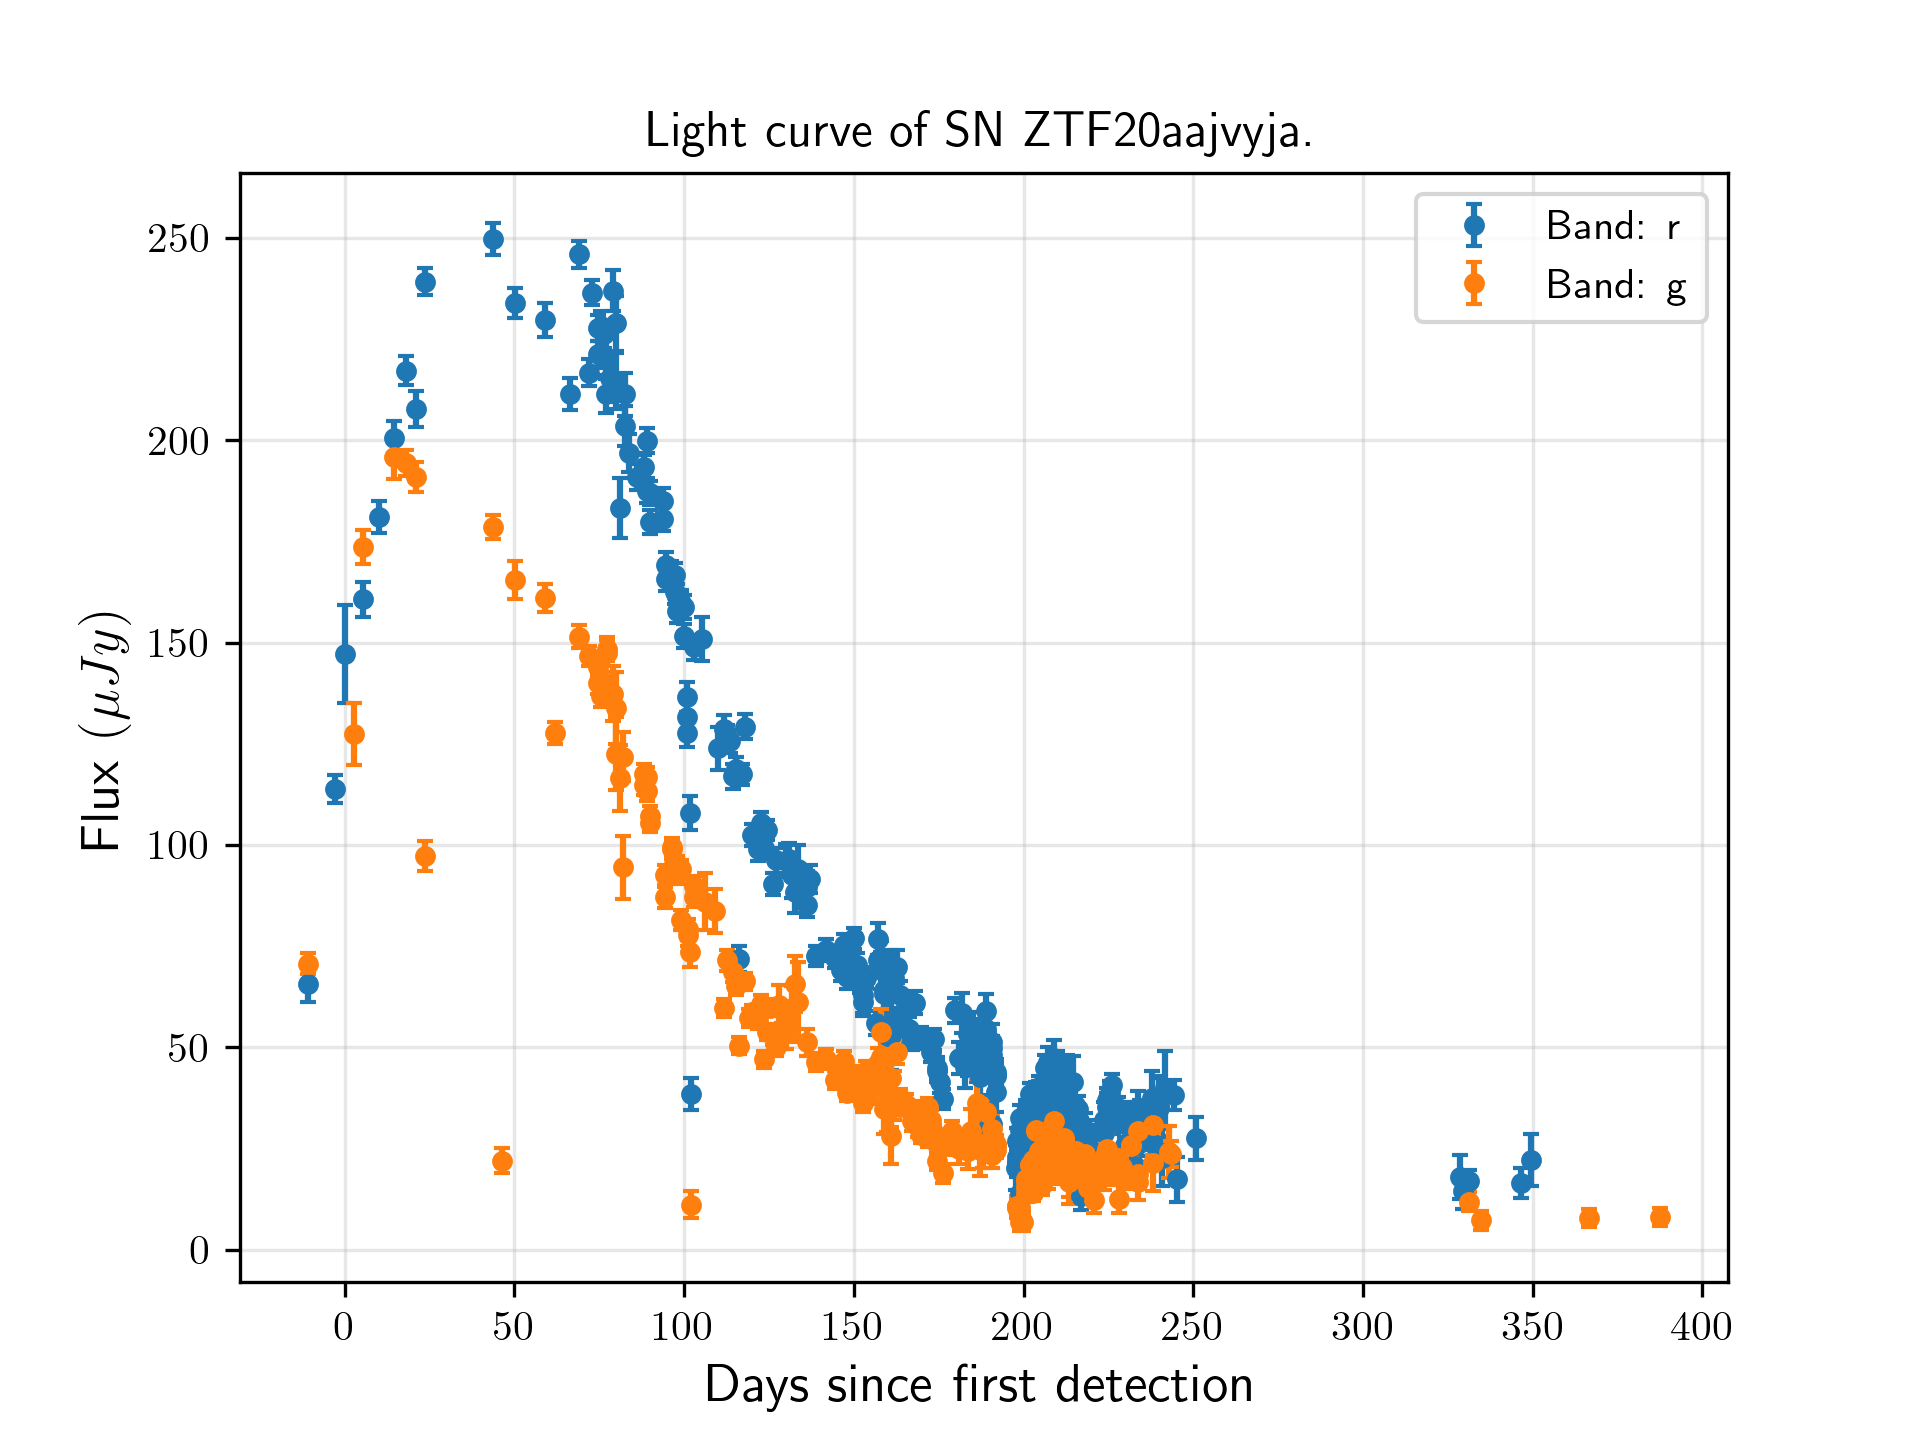 Light curve of SN ZTF20aajvyja.
Band: r
Band: g
Flux (μJy)
250
200
150
100
50
0
0 50 100 150 200 250 300 350 400
Days since first detection